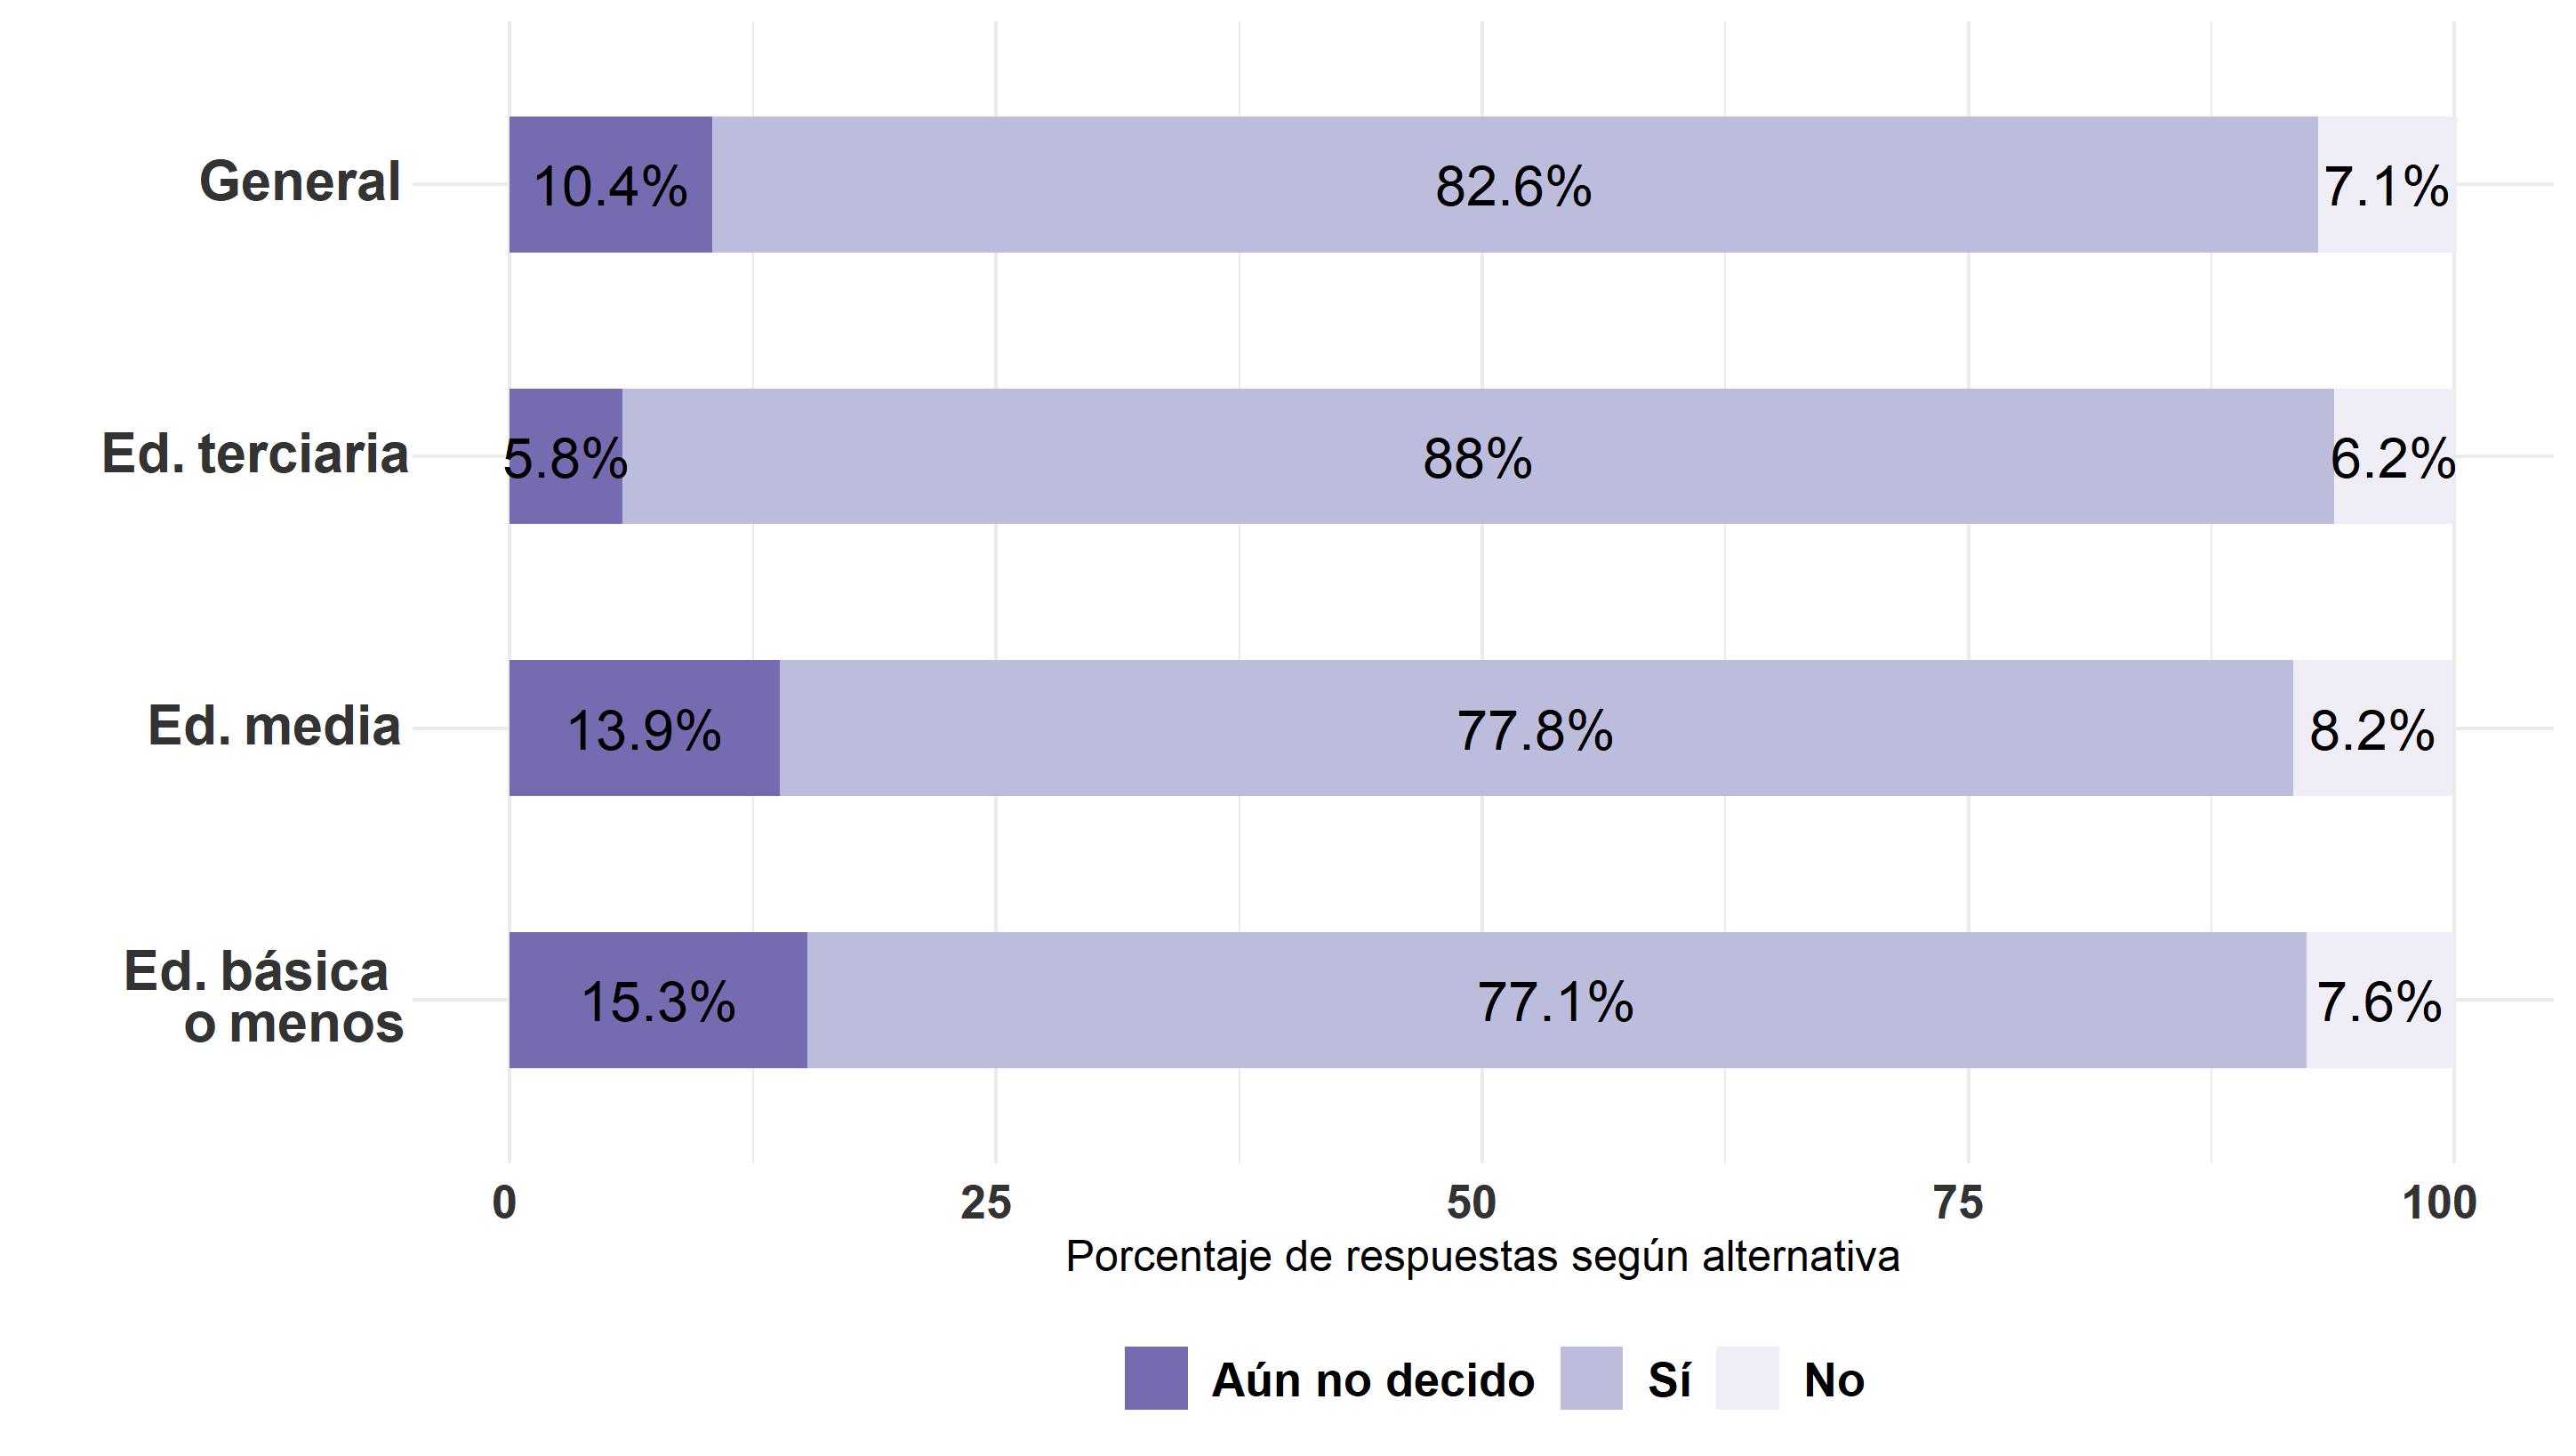 General
10.4%
82.6%
7.1%
Ed. terciaria
5.8%
88%
6.2%
Ed. media
13.9%
77.8%
8.2%
Ed. básica
o menos
15.3%
77.1%
7.6%
0
25
50
75
100
Porcentaje de respuestas según alternativa
Aún no decido
Sí
No